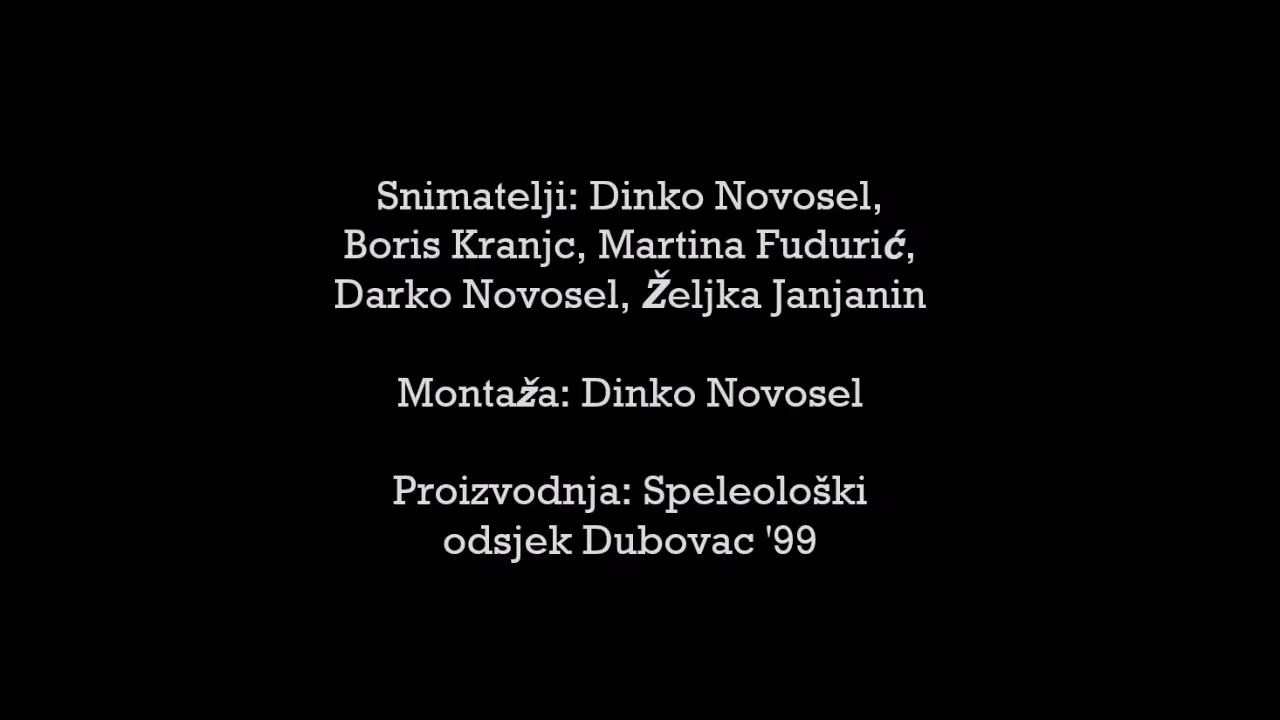 Snimatelji: Dinko Novosel,
Boris Kranjc, Martina Fudurić,
Darko Novosel, Željka Janjanin
Montaža: Dinko Novosel
Proizvodnja: Speleološki
odsjek Dubovac '99